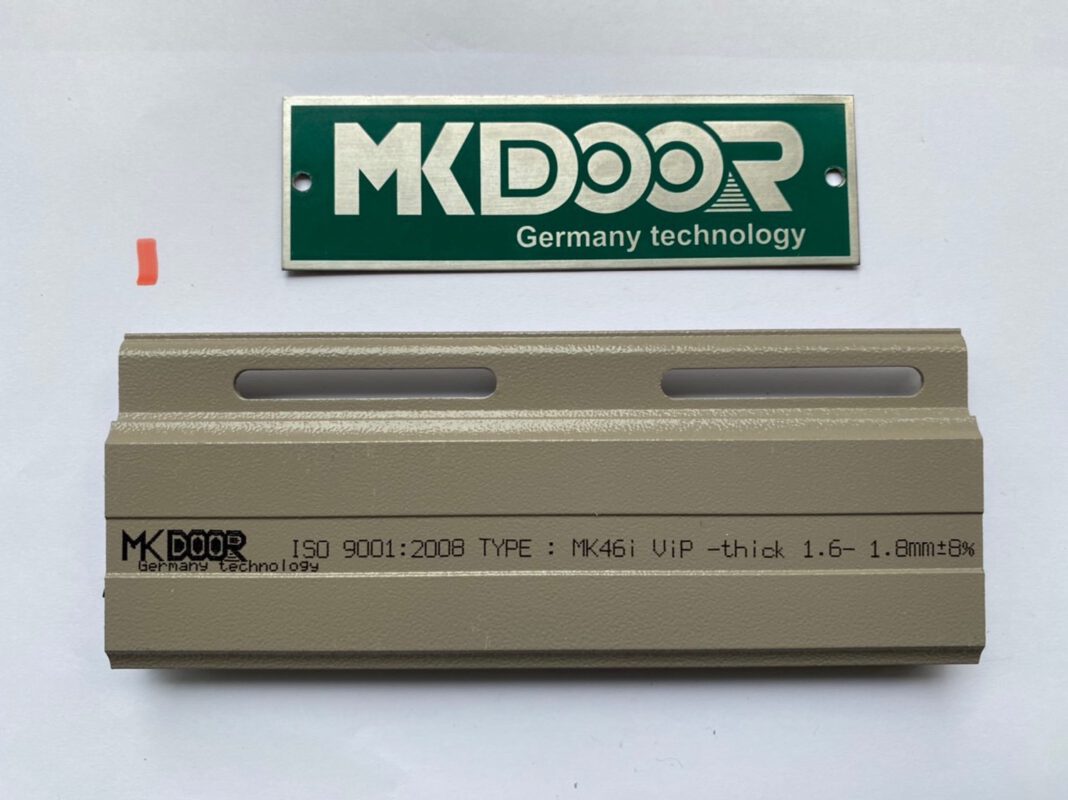 MKDOOR
Germany technology
MKDOOR ISO 9001:2008 TYPE : MK46i ViP -thick 1.6- 1.8mm±8%
Germany technology